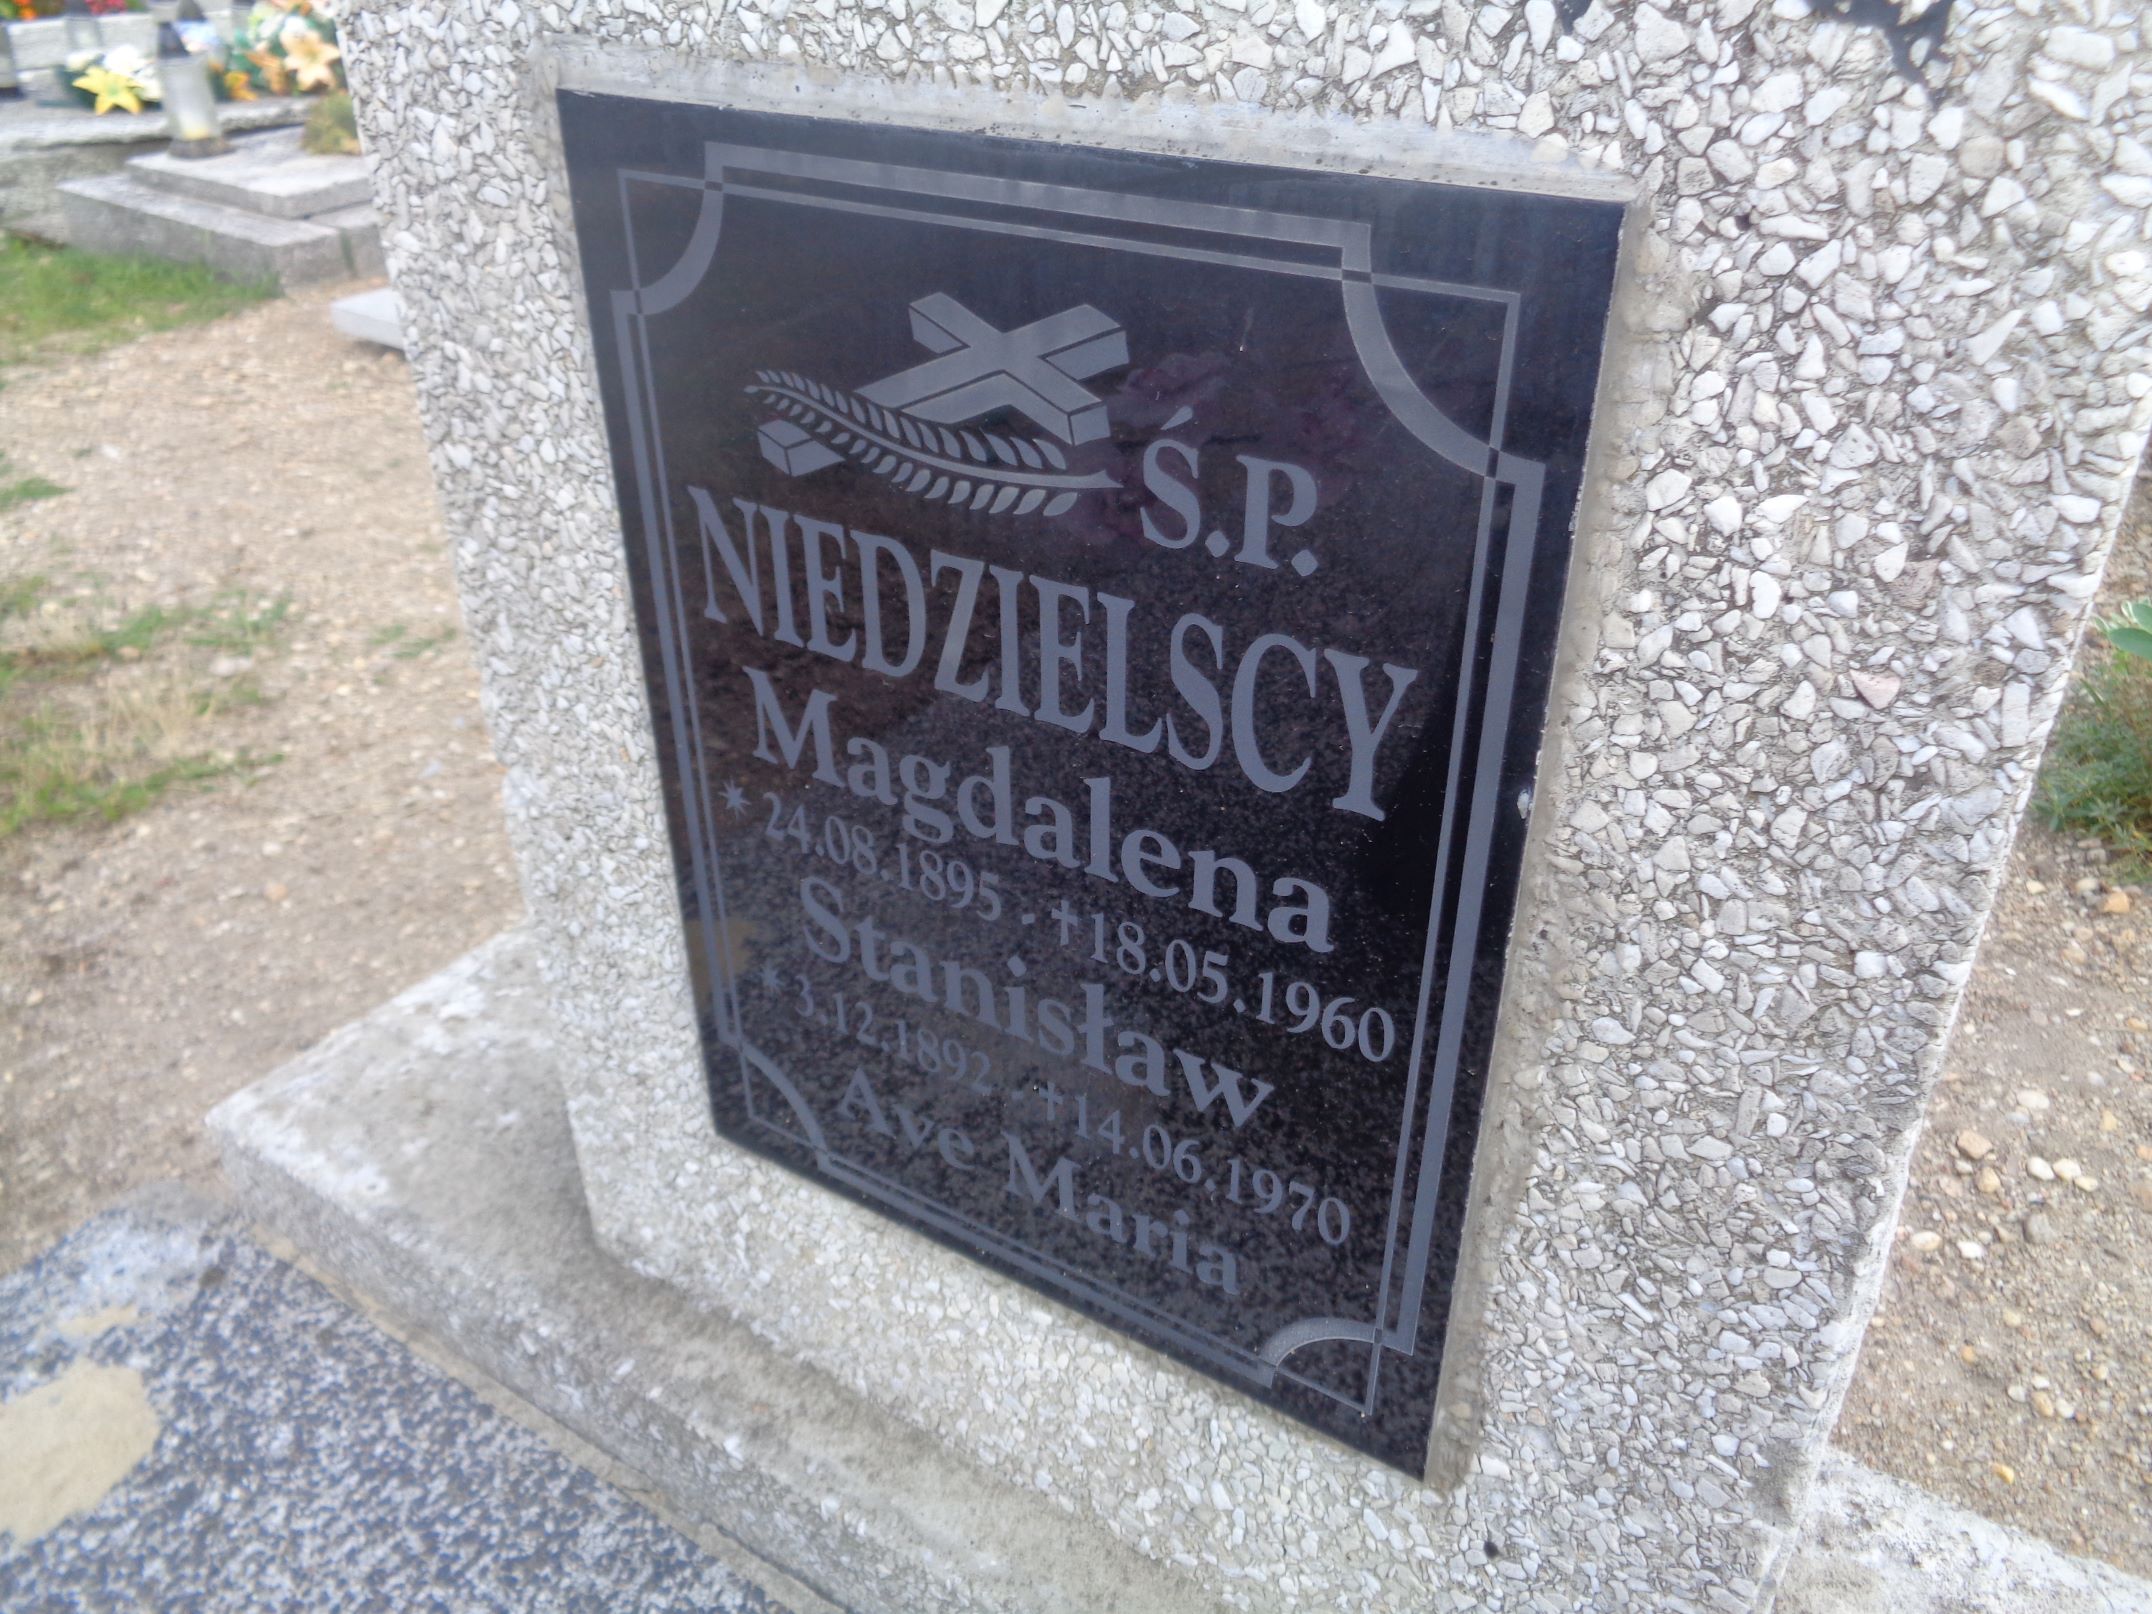 Ś.P.
NIEDZIELSCY
Magdalena
* 24.08.1895 . †18.05.1960
Stanisław
* 3.12.1892 . †14.06.1970
Ave Maria